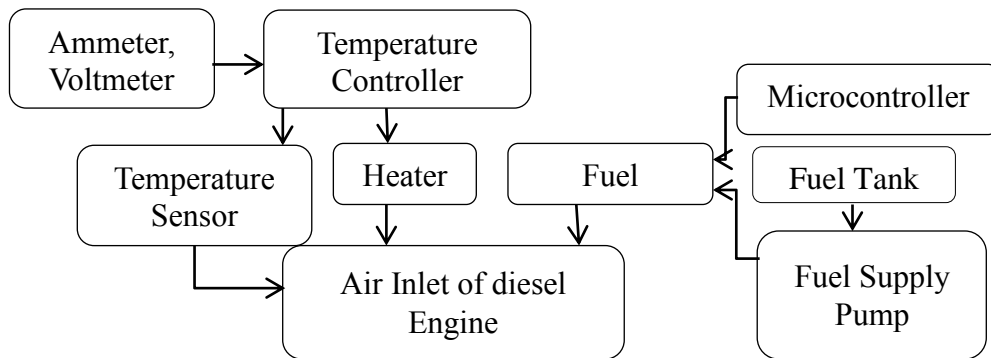 Ammeter,
Voltmeter
Temperature
Controller
Microcontroller
Temperature
Sensor
Heater
Fuel
Fuel Tank
Air Inlet of diesel
Engine
Fuel Supply
Pump